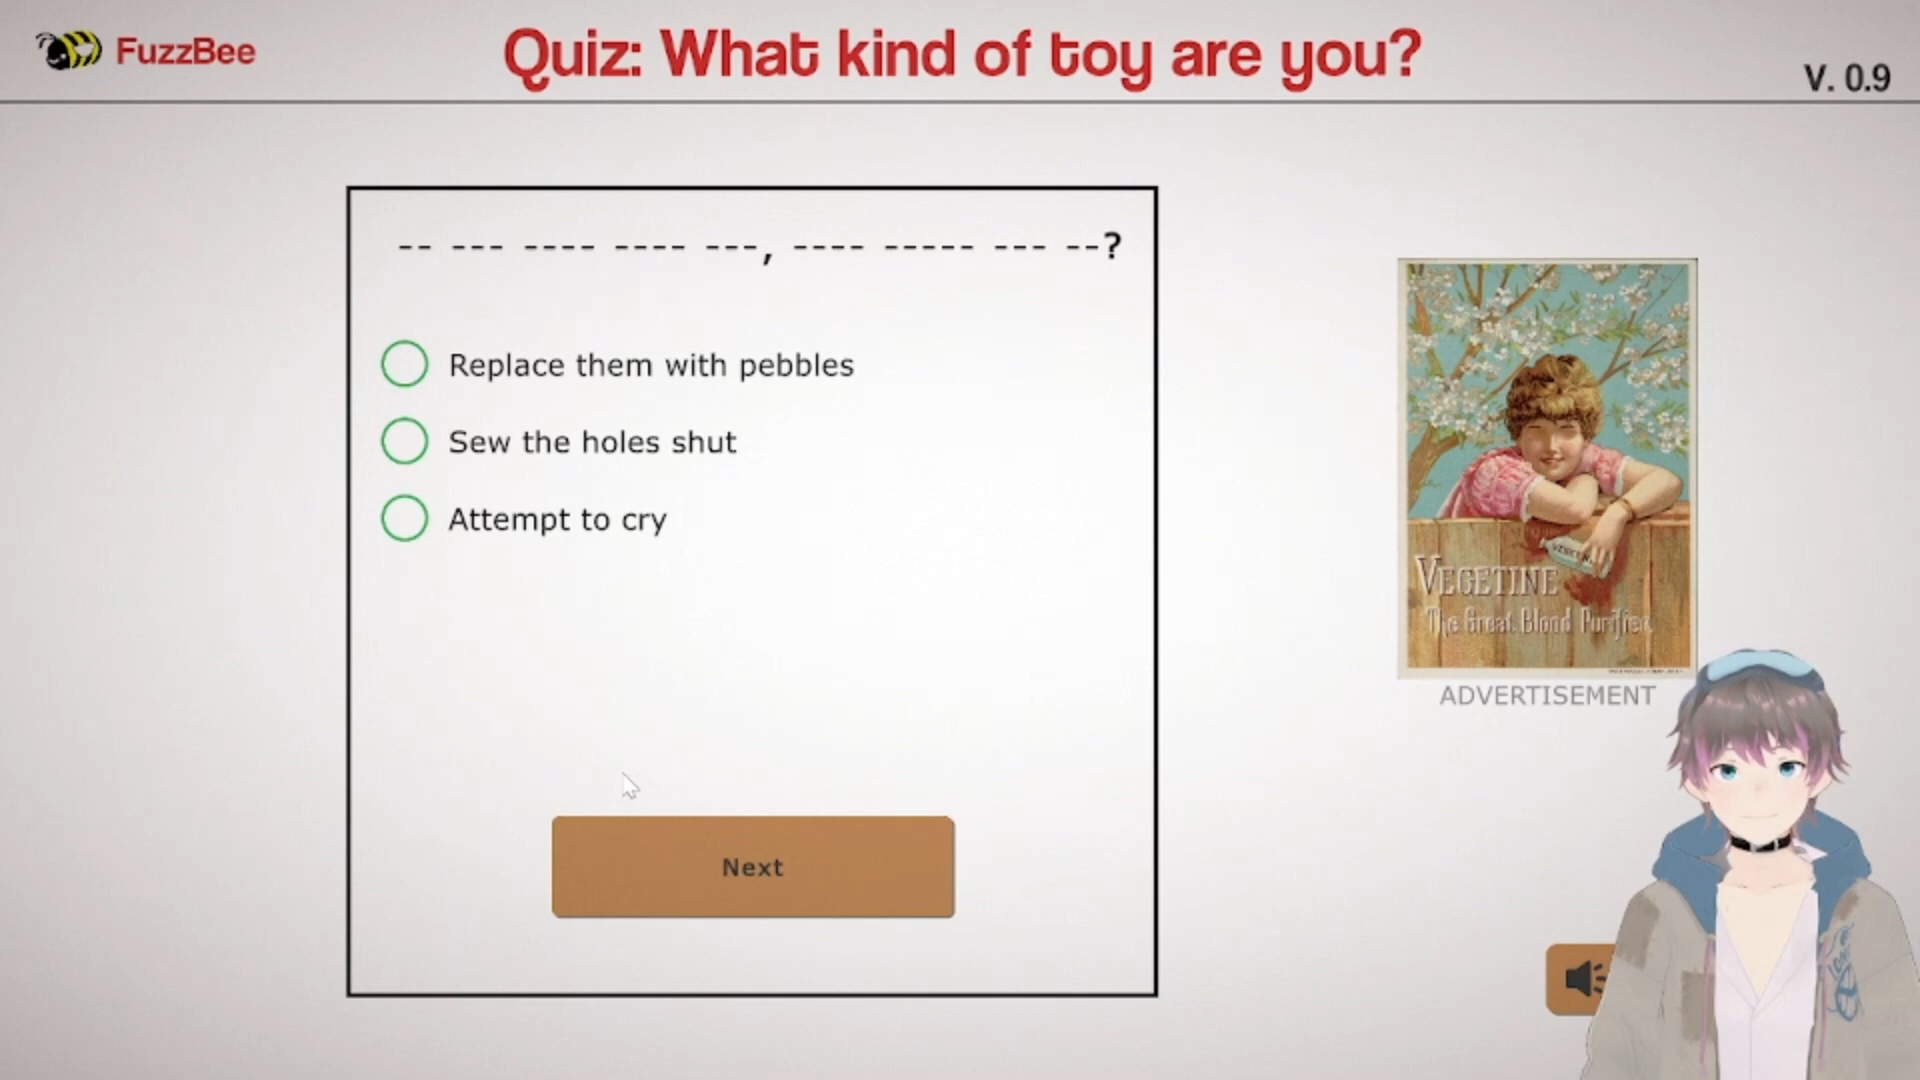 FuzzBee
Quiz: What kind of toy are you?
V. 0.9
-- --- ---- ---- ---, ---- ----- --- --?
Replace them with pebbles
Sew the holes shut
Attempt to cry
Next
VEGETINE
The Great Blood Purifier
ADVERTISEMENT